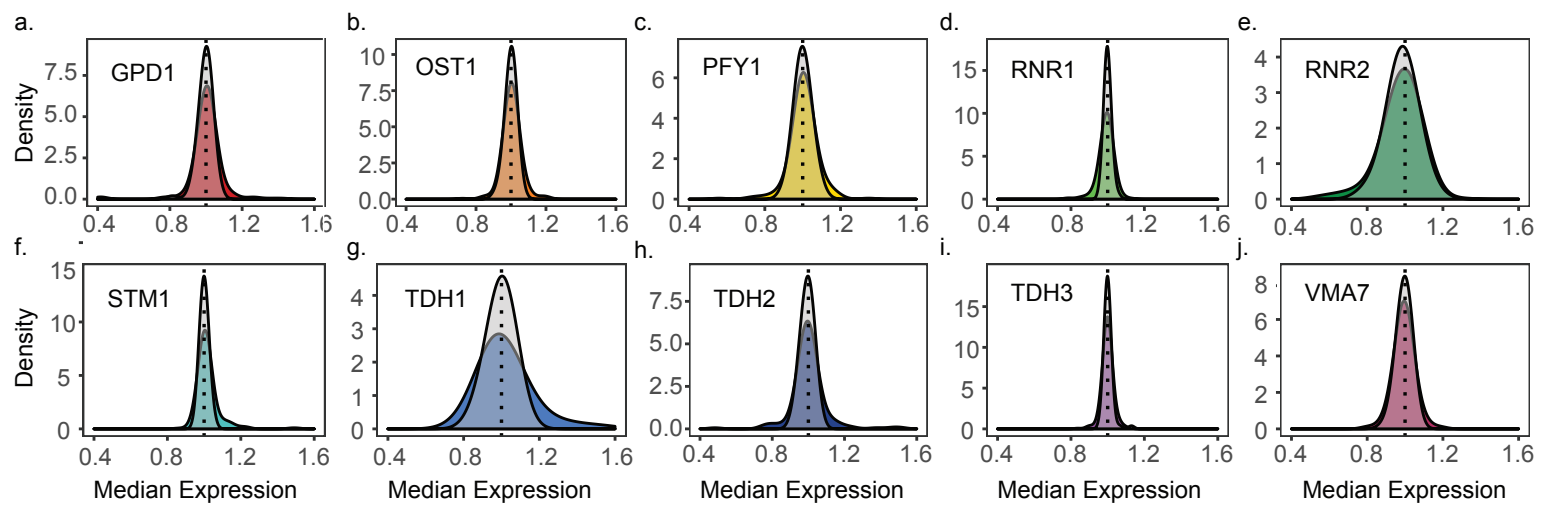 a.
b.
c.
d.
e.
GPD1
OST1
PFY1
RNR1
RNR2
Density
7.5
5.0
2.5
0.0
10
7.5
5.0
2.5
0.0
6
4
2
0
15
10
5
0
4
3
2
1
0
0.4 0.8 1.2 1.6
0.4 0.8 1.2 1.6
0.4 0.8 1.2 1.6
0.4 0.8 1.2 1.6
0.4 0.8 1.2 1.6
f.
g.
h.
i.
j.
STM1
TDH1
TDH2
TDH3
VMA7
Density
15
10
5
0
4
3
2
1
0
7.5
5.0
2.5
0.0
15
10
5
0
8
6
4
2
0
0.4 0.8 1.2 1.6
0.4 0.8 1.2 1.6
0.4 0.8 1.2 1.6
0.4 0.8 1.2 1.6
0.4 0.8 1.2 1.6
Median Expression
Median Expression
Median Expression
Median Expression
Median Expression